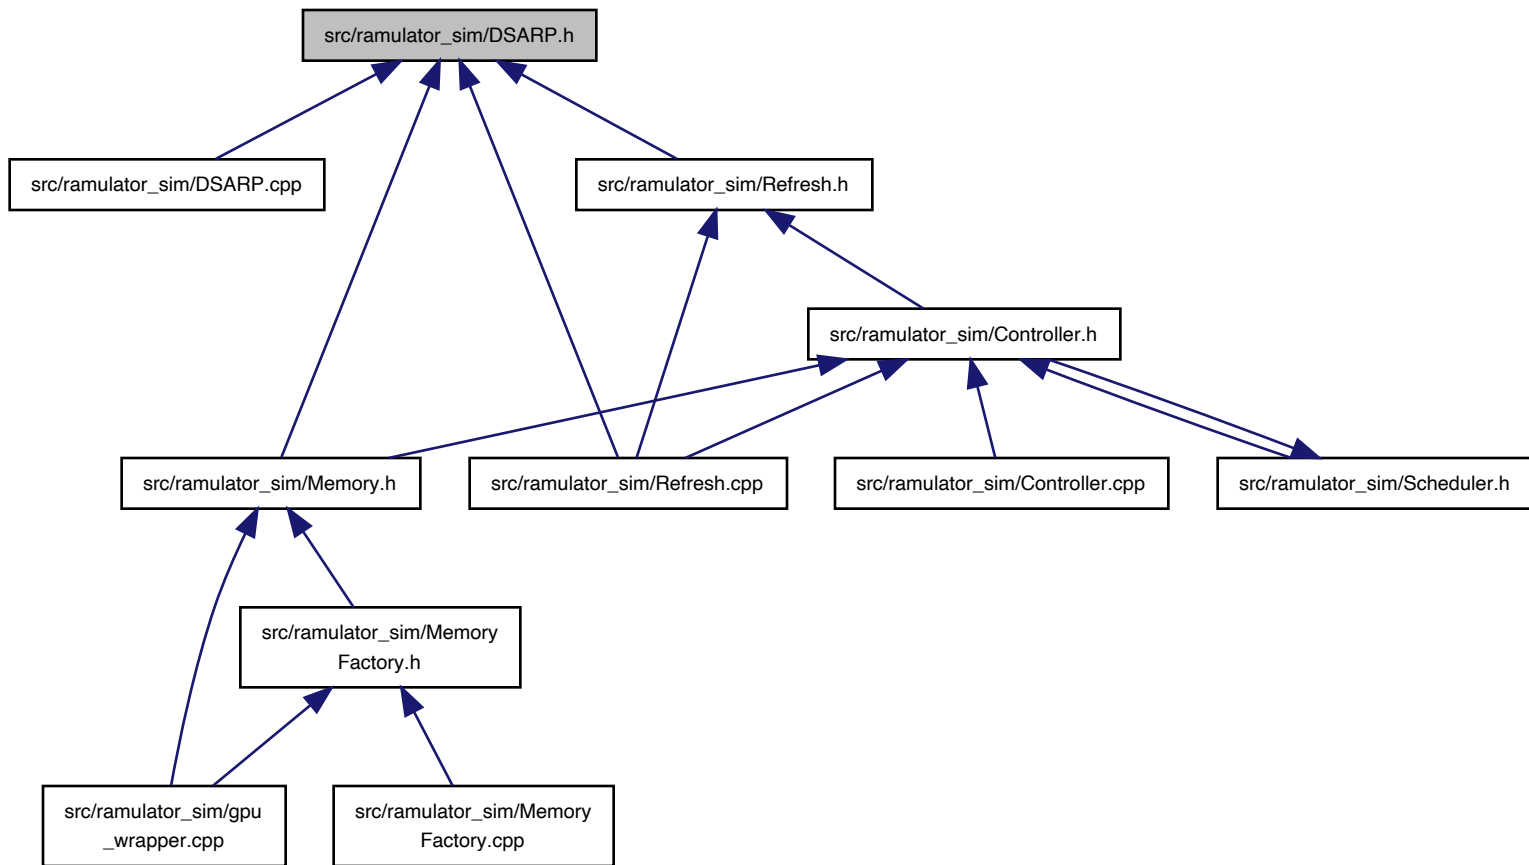 src/ramulator_sim/DSARP.h
src/ramulator_sim/DSARP.cpp
src/ramulator_sim/Refresh.h
src/ramulator_sim/Controller.h
src/ramulator_sim/Memory.h
src/ramulator_sim/Refresh.cpp
src/ramulator_sim/Controller.cpp
src/ramulator_sim/Scheduler.h
src/ramulator_sim/Memory
Factory.h
src/ramulator_sim/gpu
_wrapper.cpp
src/ramulator_sim/Memory
Factory.cpp